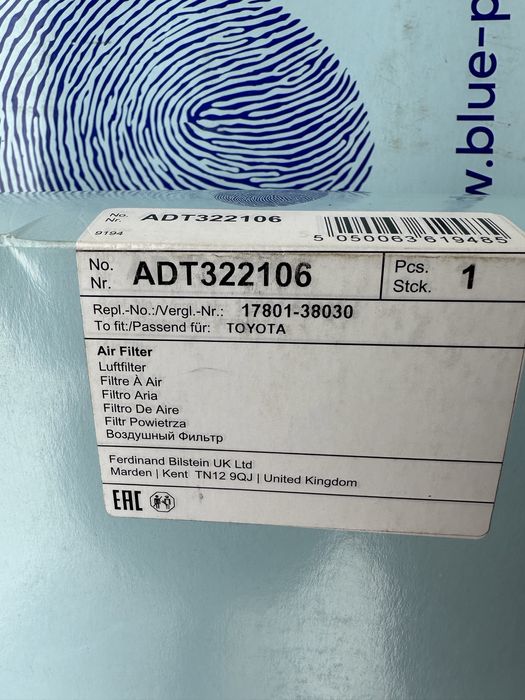 www.blue-p
No. ADT322106
Nr.
9194
5 050063 619485
No. ADT322106
Nr.
Pcs. 1
Stck.
Repl.-No.:/Vergl.-Nr.: 17801-38030
To fit:/Passend für: TOYOTA
Air Filter
Luftfilter
Filtre À Air
Filtro Aria
Filtro De Aire
Filtr Powietrza
Воздушный Фильтр
Ferdinand Bilstein UK Ltd
Marden | Kent TN12 9QJ | United Kingdom
EAC